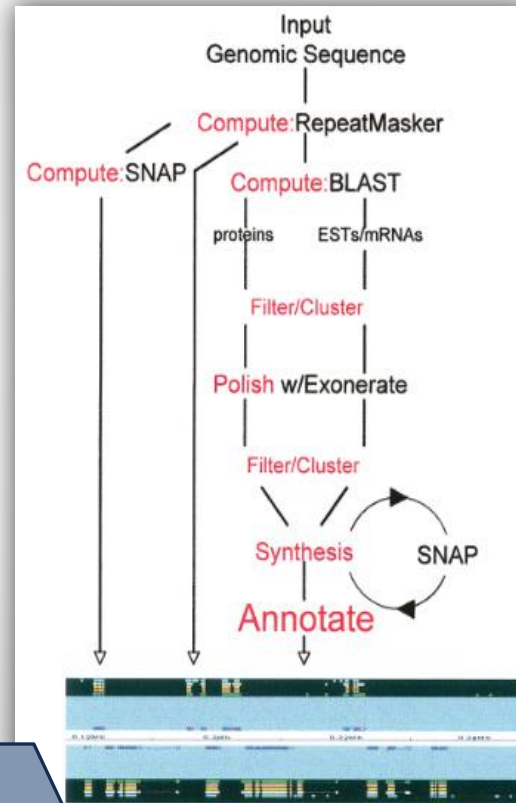 Input
Genomic Sequence
Compute:RepeatMasker
Compute:SNAP
Compute:BLAST
proteins ESTs/mRNAs
Filter/Cluster
Polish w/Exonerate
Filter/Cluster
Synthesis SNAP
Annotate